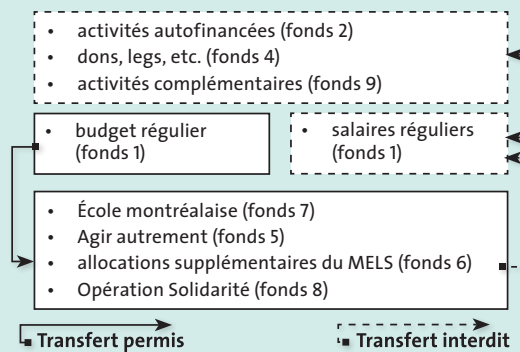 • activités autofinancées (fonds 2)
• dons, legs, etc. (fonds 4)
• activités complémentaires (fonds 9)
• budget régulier
(fonds 1)
• salaires réguliers
(fonds 1)
• École montréalaise (fonds 7)
• Agir autrement (fonds 5)
• allocations supplémentaires du MELS (fonds 6)
• Opération Solidarité (fonds 8)
Transfert permis
Transfert interdit